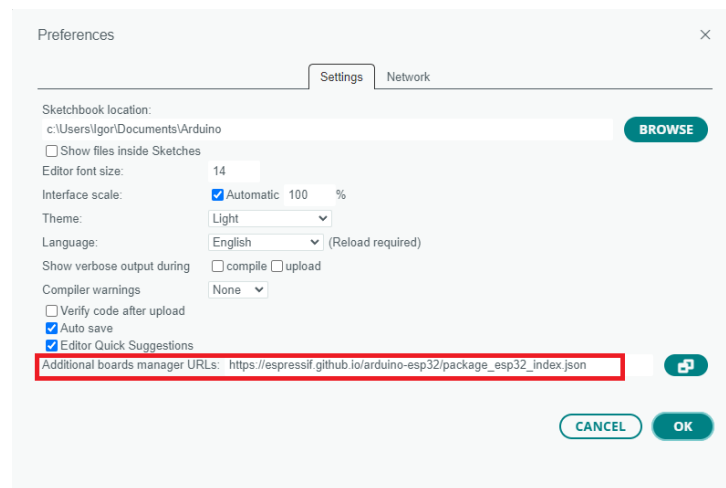 Preferences
Settings Network
Sketchbook location:
c:\Users\Igor\Documents\Arduino
BROWSE
Show files inside Sketches
Editor font size: 14
Interface scale: Automatic 100 %
Theme: Light
Language: English (Reload required)
Show verbose output during compile upload
Compiler warnings None
Verify code after upload
Auto save
Editor Quick Suggestions
Additional boards manager URLs: https://espressif.github.io/arduino-esp32/package_esp32_index.json
CANCEL OK